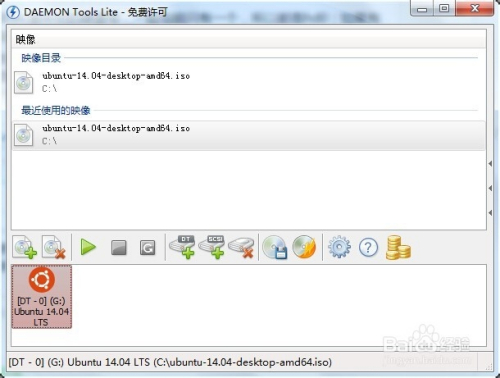 DAEMON Tools Lite - 免费许可
映像
映像目录
ubuntu-14.04-desktop-amd64.iso
C:\
最近使用的映像
ubuntu-14.04-desktop-amd64.iso
C:\
DT
SCSI
[DT - 0] (G:)
Ubuntu 14.04
LTS
Baidu 经验
[DT - 0] (G:) Ubuntu 14.04 LTS (C:\ubuntu-14.04-desktop-amd64.iso)